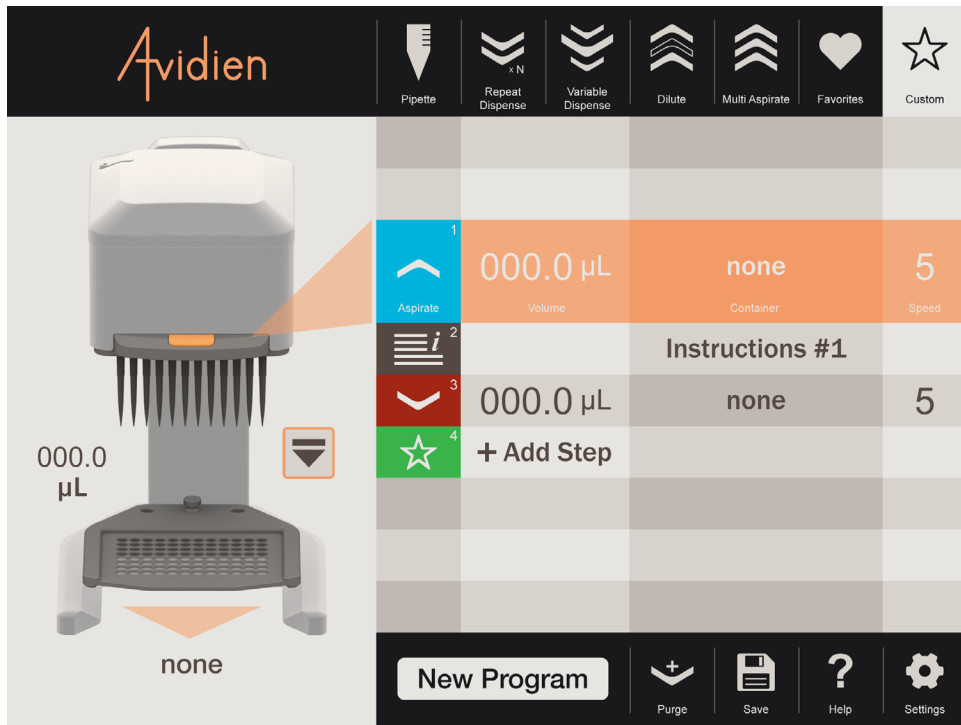 Avidien
Pipette
x N
Repeat
Dispense
Variable
Dispense
Dilute
Multi Aspirate
Favorites
Custom
1
000.0 µL
none
5
Aspirate
Volume
Container
Speed
2
i
Instructions #1
3
000.0 µL
none
5
4
+ Add Step
000.0
µL
none
New Program
+
Purge
Save
?
Help
Settings